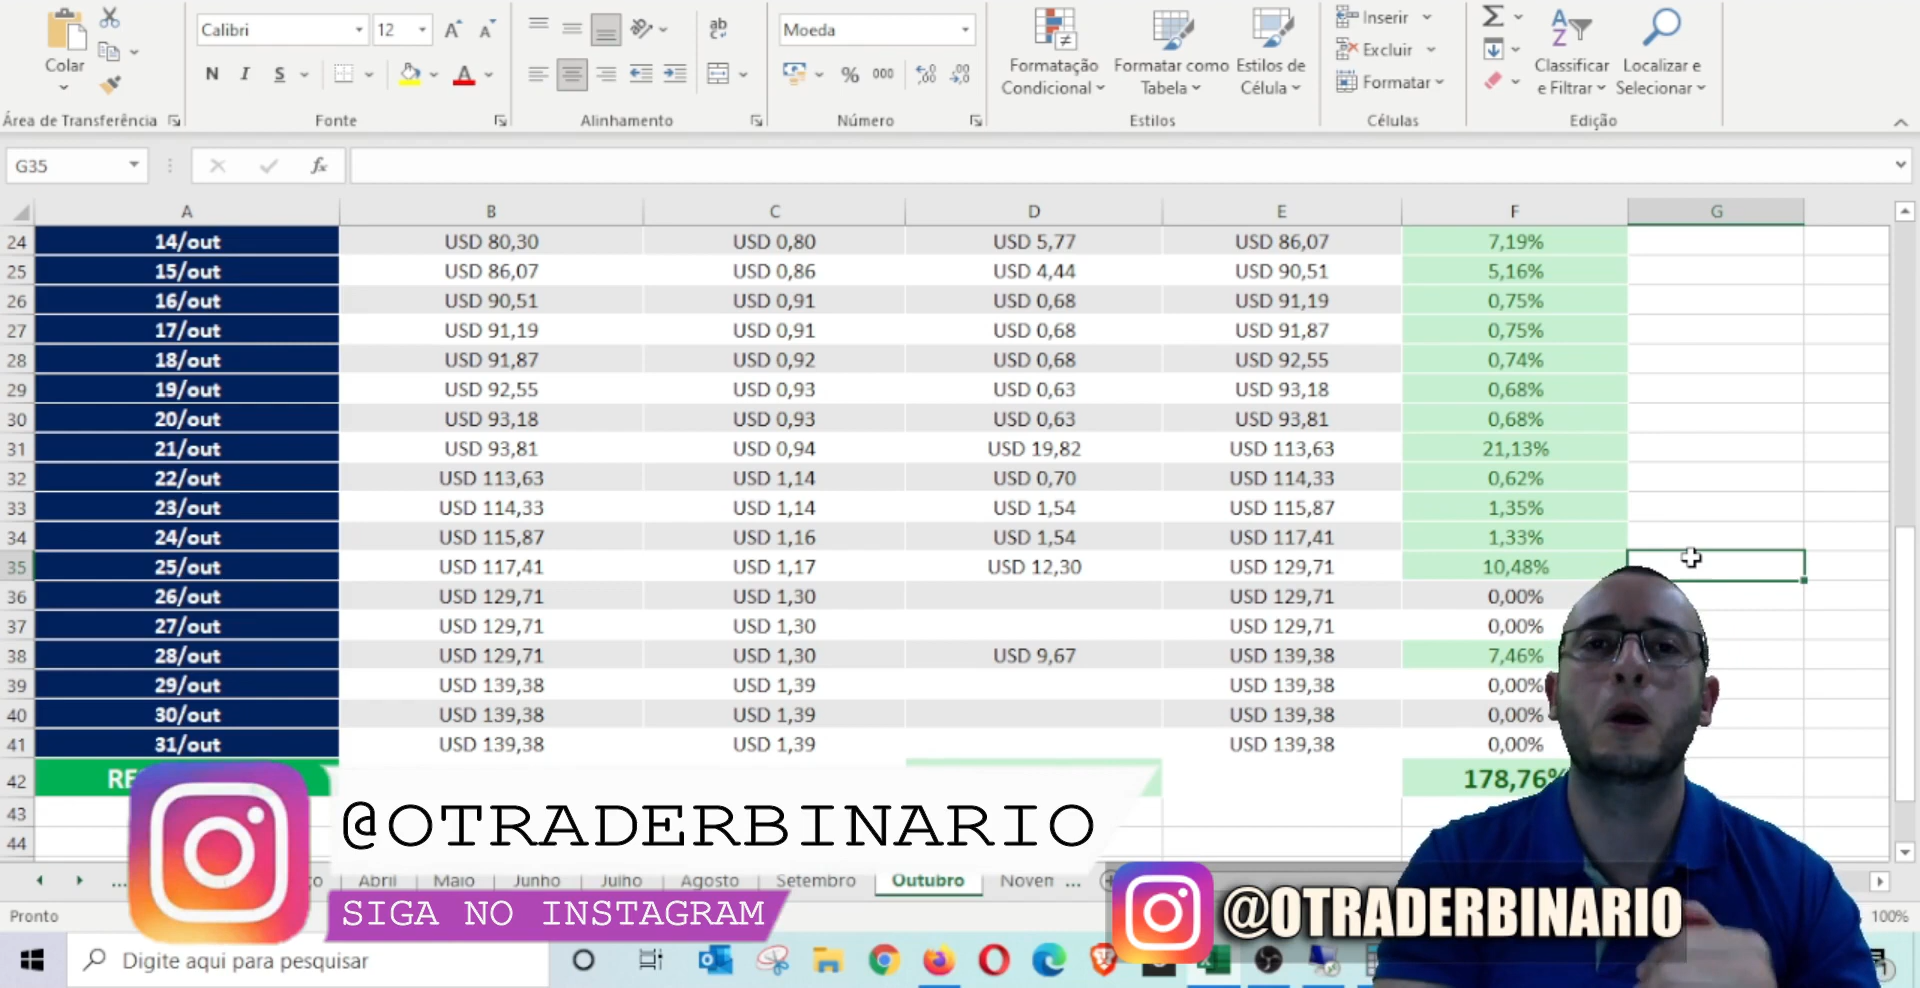 Calibri 12 Moeda
Colar
N I S
ab
% 000
Formatação Condicional
Formatar como Tabela
Estilos de Célula
Inserir
Excluir
Formatar
Classificar e Filtrar
Localizar e Selecionar
Área de Transferência Fonte Alinhamento Número Estilos Células Edição
G35 fx
A B C D E F G
24 14/out USD 80,30 USD 0,80 USD 5,77 USD 86,07 7,19%
25 15/out USD 86,07 USD 0,86 USD 4,44 USD 90,51 5,16%
26 16/out USD 90,51 USD 0,91 USD 0,68 USD 91,19 0,75%
27 17/out USD 91,19 USD 0,91 USD 0,68 USD 91,87 0,75%
28 18/out USD 91,87 USD 0,92 USD 0,68 USD 92,55 0,74%
29 19/out USD 92,55 USD 0,93 USD 0,63 USD 93,18 0,68%
30 20/out USD 93,18 USD 0,93 USD 0,63 USD 93,81 0,68%
31 21/out USD 93,81 USD 0,94 USD 19,82 USD 113,63 21,13%
32 22/out USD 113,63 USD 1,14 USD 0,70 USD 114,33 0,62%
33 23/out USD 114,33 USD 1,14 USD 1,54 USD 115,87 1,35%
34 24/out USD 115,87 USD 1,16 USD 1,54 USD 117,41 1,33%
35 25/out USD 117,41 USD 1,17 USD 12,30 USD 129,71 10,48%
36 26/out USD 129,71 USD 1,30 USD 129,71 0,00%
37 27/out USD 129,71 USD 1,30 USD 129,71 0,00%
38 28/out USD 129,71 USD 1,30 USD 9,67 USD 139,38 7,46%
39 29/out USD 139,38 USD 1,39 USD 139,38 0,00%
40 30/out USD 139,38 USD 1,39 USD 139,38 0,00%
41 31/out USD 139,38 USD 1,39 USD 139,38 0,00%
42 RE 178,76%
43
44
@OTRADERBINARIO
SIGA NO INSTAGRAM
... ço Abril Maio Junho Julho Agosto Setembro Outubro Novem ...
@OTRADERBINARIO
Pronto 100%
Digite aqui para pesquisar